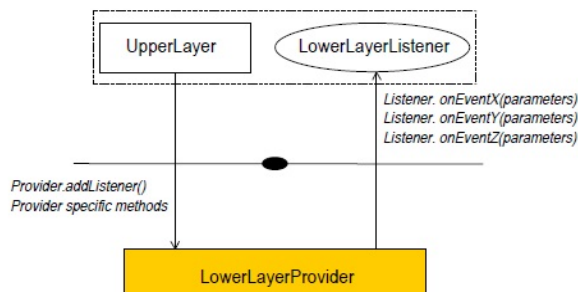 UpperLayer
LowerLayerListener
Listener. onEventX(parameters)
Listener. onEventY(parameters)
Listener. onEventZ(parameters)
Provider.addListener()
Provider specific methods
LowerLayerProvider